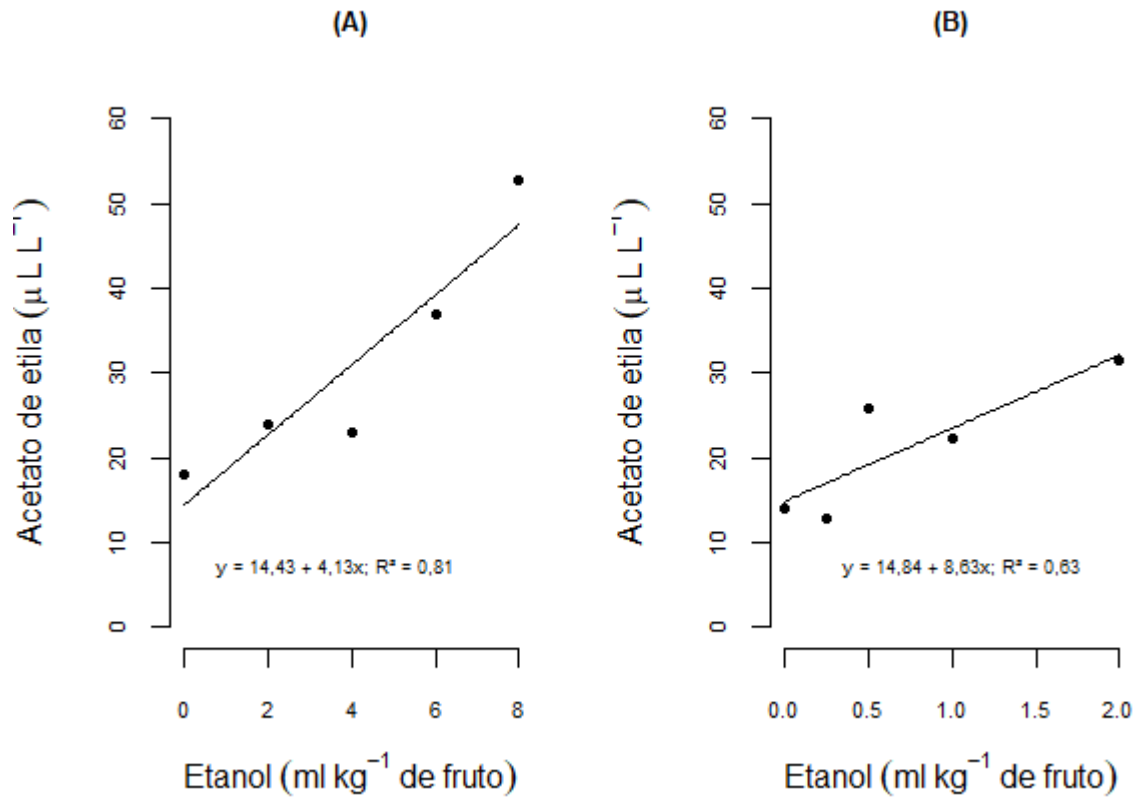 (A)
60
50
40
30
20
10
0
Acetato de etila (μ L L⁻¹)
y = 14,43 + 4,13x; R² = 0,81
0 2 4 6 8
Etanol (ml kg⁻¹ de fruto)
(B)
60
50
40
30
20
10
0
Acetato de etila (μ L L⁻¹)
y = 14,84 + 8,63x; R² = 0,63
0.0 0.5 1.0 1.5 2.0
Etanol (ml kg⁻¹ de fruto)